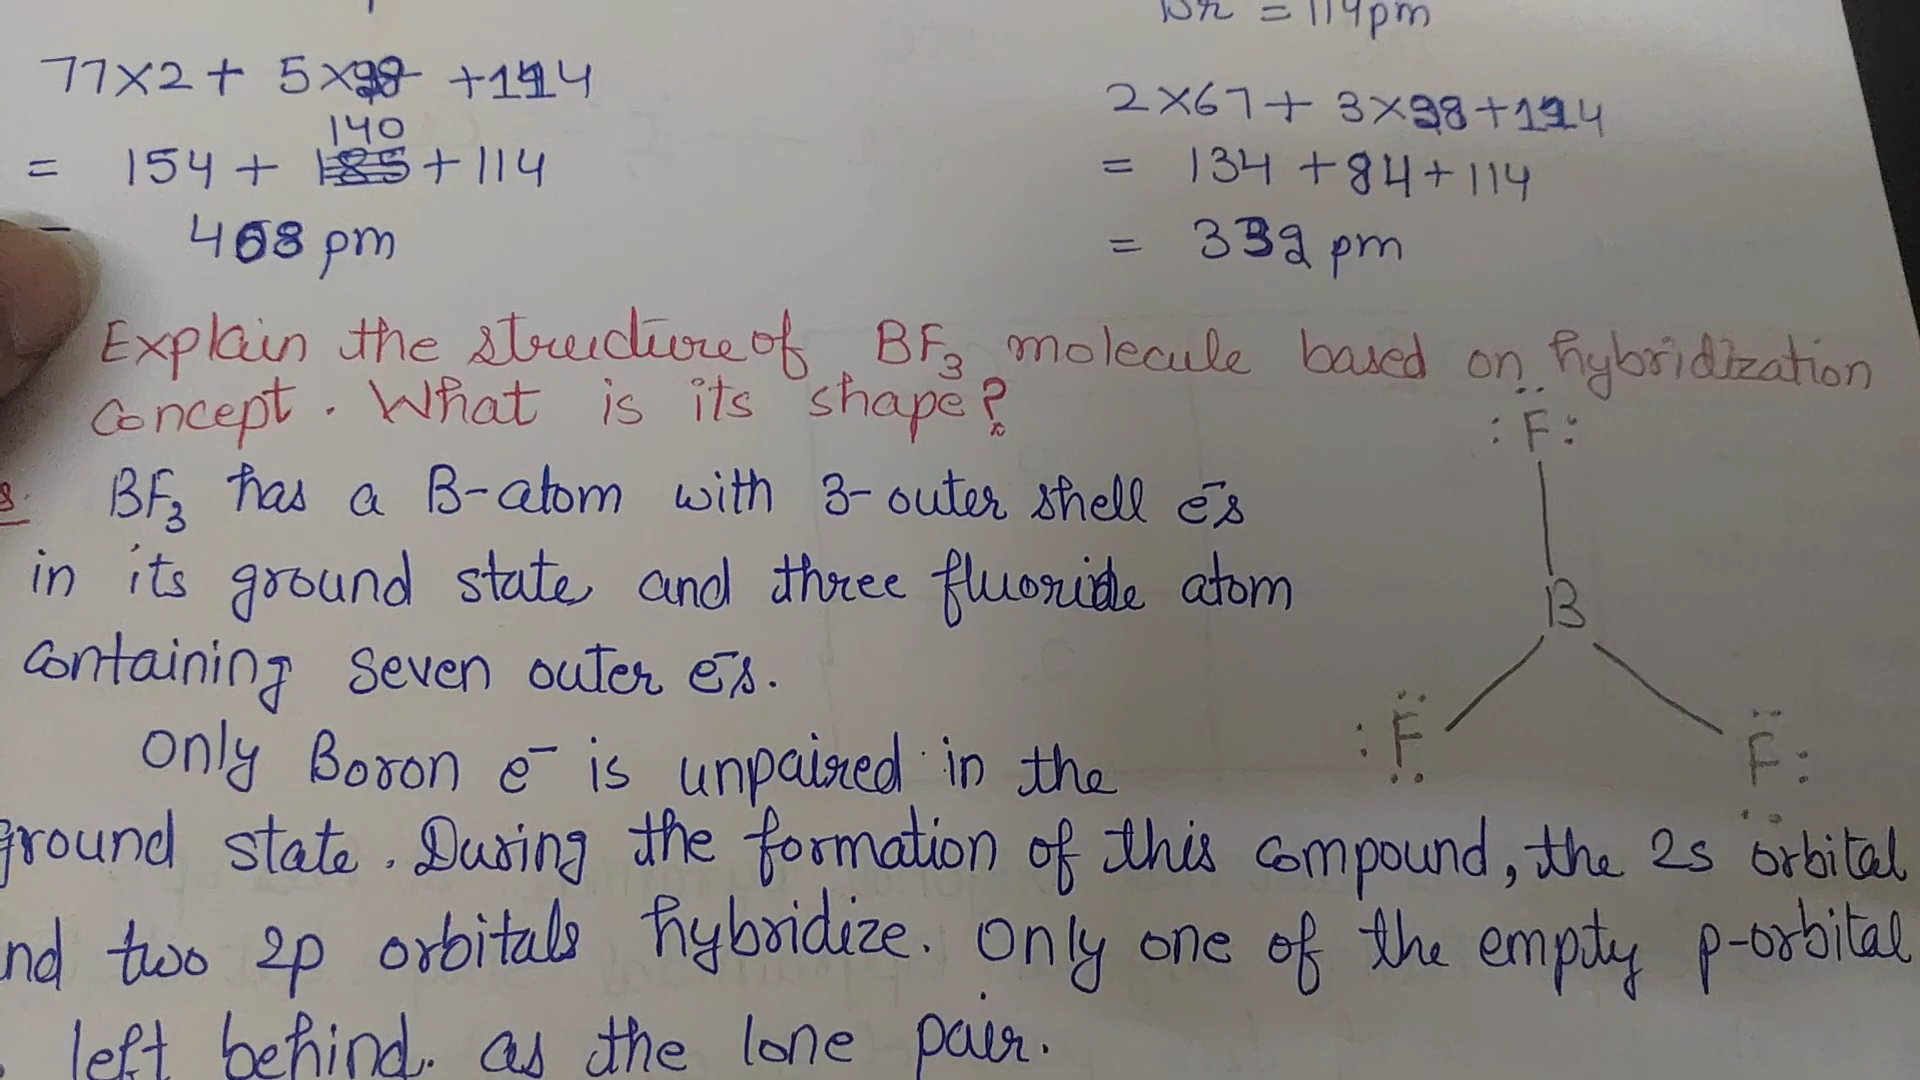 Br = 114pm
77×2 + 5×28 +114
140
= 154 + 185 + 114
= 408 pm
2×67 + 3×28 +114
= 134 + 84 + 114
= 332 pm
Explain the structure of BF3 molecule based on hybridization
concept. What is its shape?
:F:
B
:F
F:
BF3 has a B-atom with 3-outer shell e-s
in its ground state and three fluoride atom
containing seven outer e-s.
Only Boron e- is unpaired in the
ground state. During the formation of this compound, the 2s orbital
nd two 2p orbitals hybridize. Only one of the empty p-orbital
left behind. as the lone pair.